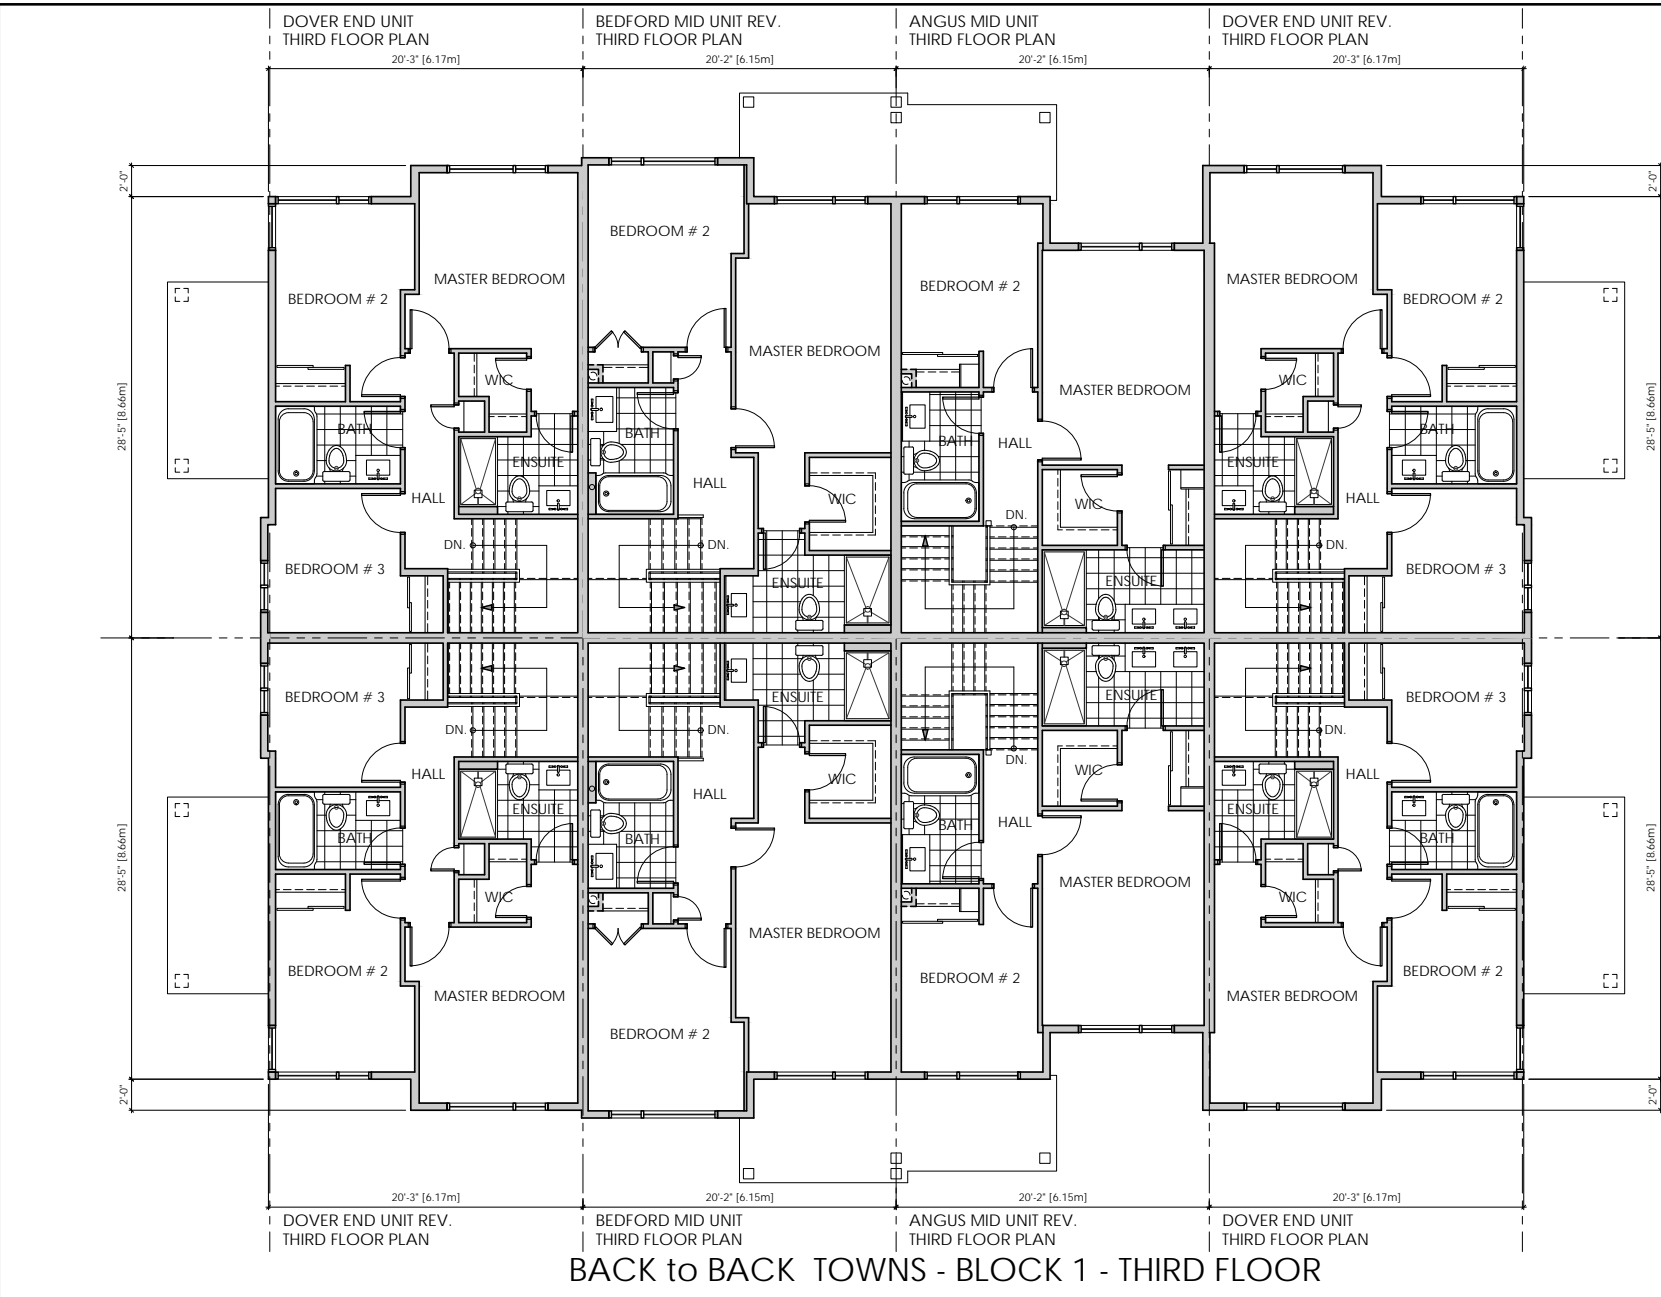 DOVER END UNIT
THIRD FLOOR PLAN
BEDFORD MID UNIT REV.
THIRD FLOOR PLAN
ANGUS MID UNIT
THIRD FLOOR PLAN
DOVER END UNIT REV.
THIRD FLOOR PLAN
20'-3" [6.17m]
20'-2" [6.15m]
20'-2" [6.15m]
20'-3" [6.17m]
2'-0"
2'-0"
28'-5" [8.66m]
28'-5" [8.66m]
BEDROOM # 2
MASTER BEDROOM
WIC
BATH
ENSUITE
HALL
DN.
BEDROOM # 3
BEDROOM # 2
MASTER BEDROOM
BATH
HALL
WIC
DN.
ENSUITE
BEDROOM # 2
MASTER BEDROOM
BATH
HALL
WIC
DN.
ENSUITE
MASTER BEDROOM
BEDROOM # 2
WIC
BATH
ENSUITE
HALL
DN.
BEDROOM # 3
BEDROOM # 3
DN.
HALL
ENSUITE
BATH
WIC
BEDROOM # 2
MASTER BEDROOM
ENSUITE
DN.
WIC
HALL
BATH
MASTER BEDROOM
BEDROOM # 2
ENSUITE
DN.
WIC
HALL
BATH
MASTER BEDROOM
BEDROOM # 2
BEDROOM # 3
DN.
HALL
ENSUITE
BATH
WIC
BEDROOM # 2
MASTER BEDROOM
28'-5" [8.66m]
28'-5" [8.66m]
2'-0"
2'-0"
20'-3" [6.17m]
20'-2" [6.15m]
20'-2" [6.15m]
20'-3" [6.17m]
DOVER END UNIT REV.
THIRD FLOOR PLAN
BEDFORD MID UNIT
THIRD FLOOR PLAN
ANGUS MID UNIT REV.
THIRD FLOOR PLAN
DOVER END UNIT
THIRD FLOOR PLAN
BACK to BACK TOWNS - BLOCK 1 - THIRD FLOOR